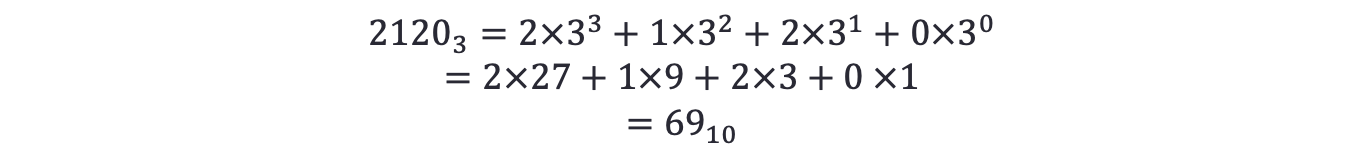 2120₃ = 2×3³ + 1×3² + 2×3¹ + 0×3⁰
= 2×27 + 1×9 + 2×3 + 0 ×1
= 69₁₀